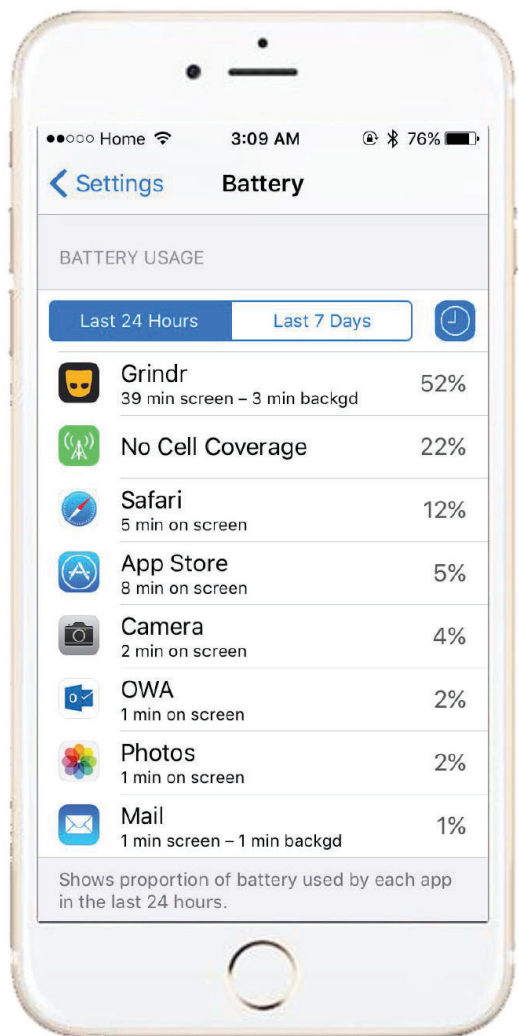 ●●○○○ Home 3:09 AM 76%
Settings Battery
BATTERY USAGE
Last 24 Hours Last 7 Days
Grindr 52%
39 min screen – 3 min backgd
No Cell Coverage 22%
Safari 12%
5 min on screen
App Store 5%
8 min on screen
Camera 4%
2 min on screen
OWA 2%
1 min on screen
Photos 2%
1 min on screen
Mail 1%
1 min screen – 1 min backgd
Shows proportion of battery used by each app
in the last 24 hours.